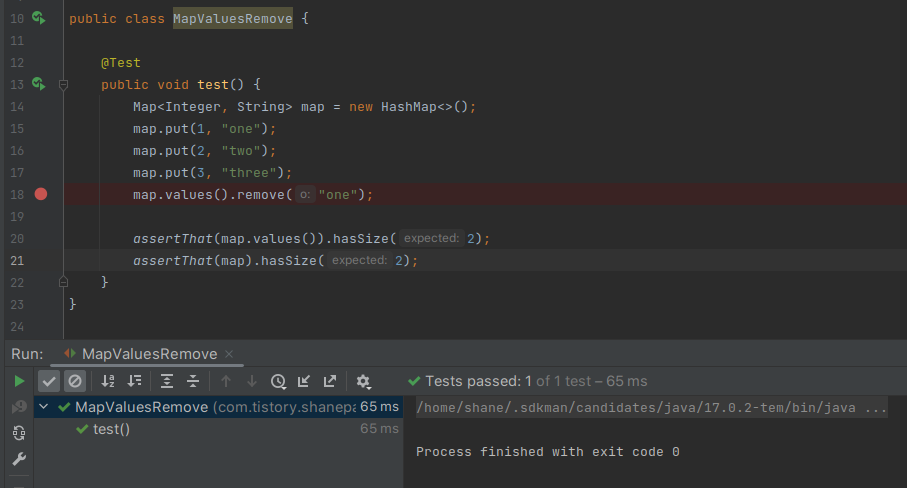 10 public class MapValuesRemove {
11
12 @Test
13 public void test() {
14 Map<Integer, String> map = new HashMap<>();
15 map.put(1, "one");
16 map.put(2, "two");
17 map.put(3, "three");
18 map.values().remove( o: "one");
19
20 assertThat(map.values()).hasSize( expected: 2);
21 assertThat(map).hasSize( expected: 2);
22 }
23 }
24
Run: MapValuesRemove ×
Tests passed: 1 of 1 test – 65 ms
MapValuesRemove (com.tistory.shanepa 65 ms
/home/shane/.sdkman/candidates/java/17.0.2-tem/bin/java ...
test() 65 ms
Process finished with exit code 0